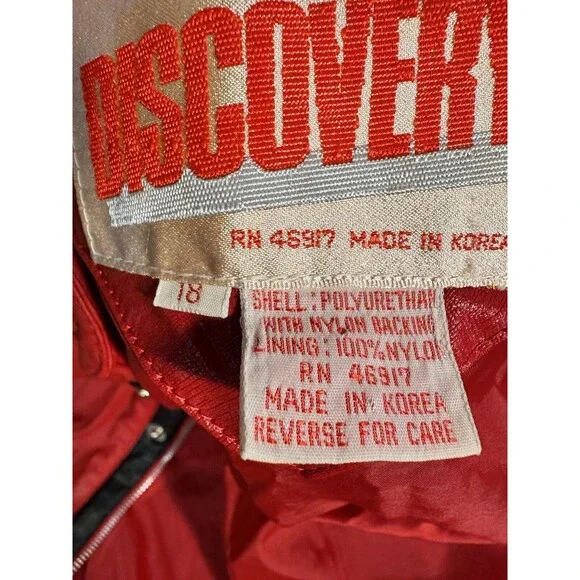 DISCOVERY
RN 46917 MADE IN KOREA
18
SHELL: POLYURETHAN
WITH NYLON BACKING
LINING: 100% NYLON
RN 46917
MADE IN KOREA
REVERSE FOR CARE